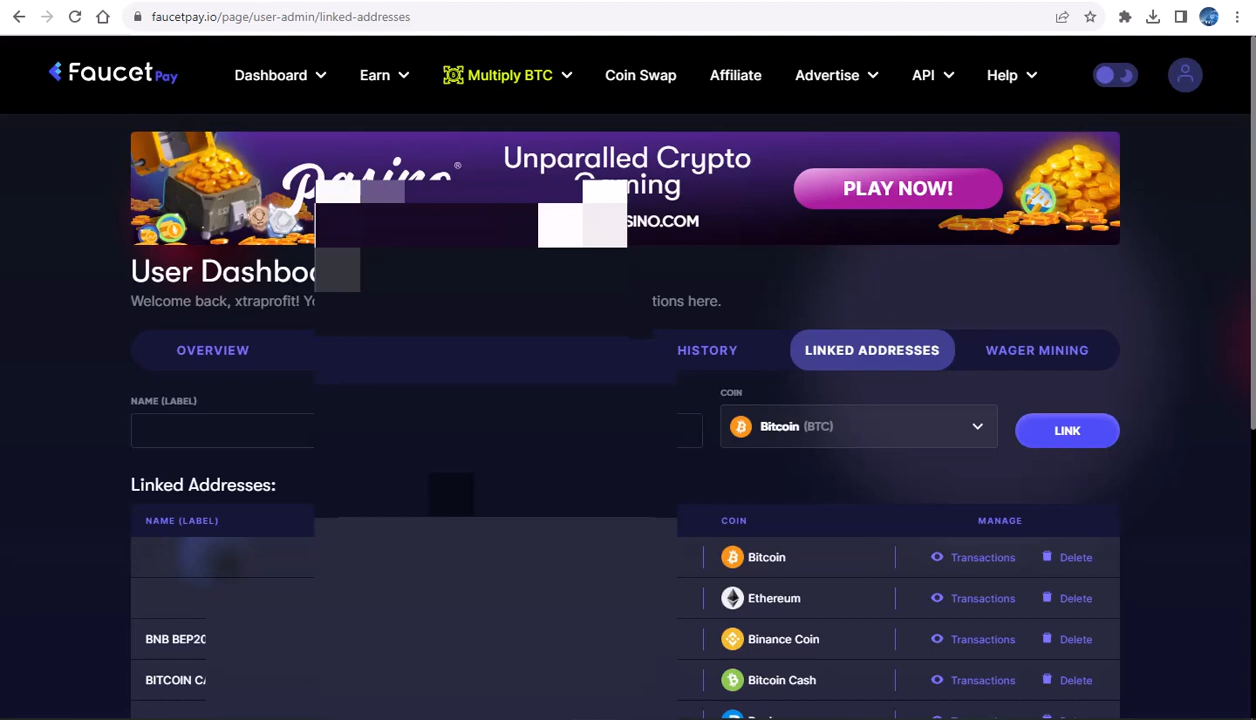 faucetpay.io/page/user-admin/linked-addresses
FaucetPay
Dashboard
Earn
Multiply BTC
Coin Swap
Affiliate
Advertise
API
Help
Unparalled Crypto
Gaming
PLAY NOW!
SINO.COM
User Dashboo
Welcome back, xtraprofit! Yo
tions here.
OVERVIEW
HISTORY
LINKED ADDRESSES
WAGER MINING
NAME (LABEL)
COIN
Bitcoin (BTC)
LINK
Linked Addresses:
NAME (LABEL)
COIN
MANAGE
Bitcoin
Transactions
Delete
Ethereum
Transactions
Delete
BNB BEP20
Binance Coin
Transactions
Delete
BITCOIN CA
Bitcoin Cash
Transactions
Delete